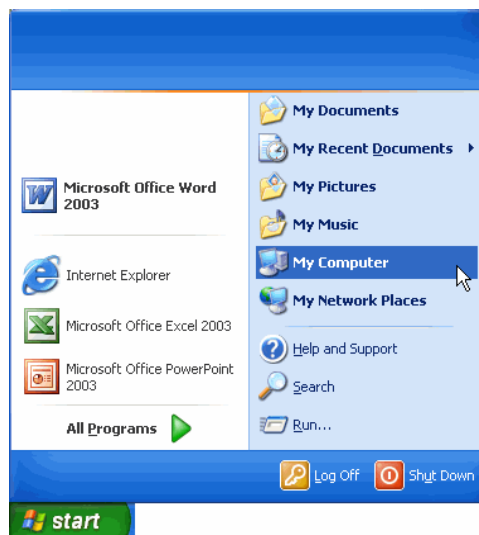 My Documents
My Recent Documents
Microsoft Office Word
2003
My Pictures
My Music
Internet Explorer
My Computer
Microsoft Office Excel 2003
My Network Places
Microsoft Office PowerPoint
2003
Help and Support
Search
All Programs
Run...
Log Off
Shut Down
start